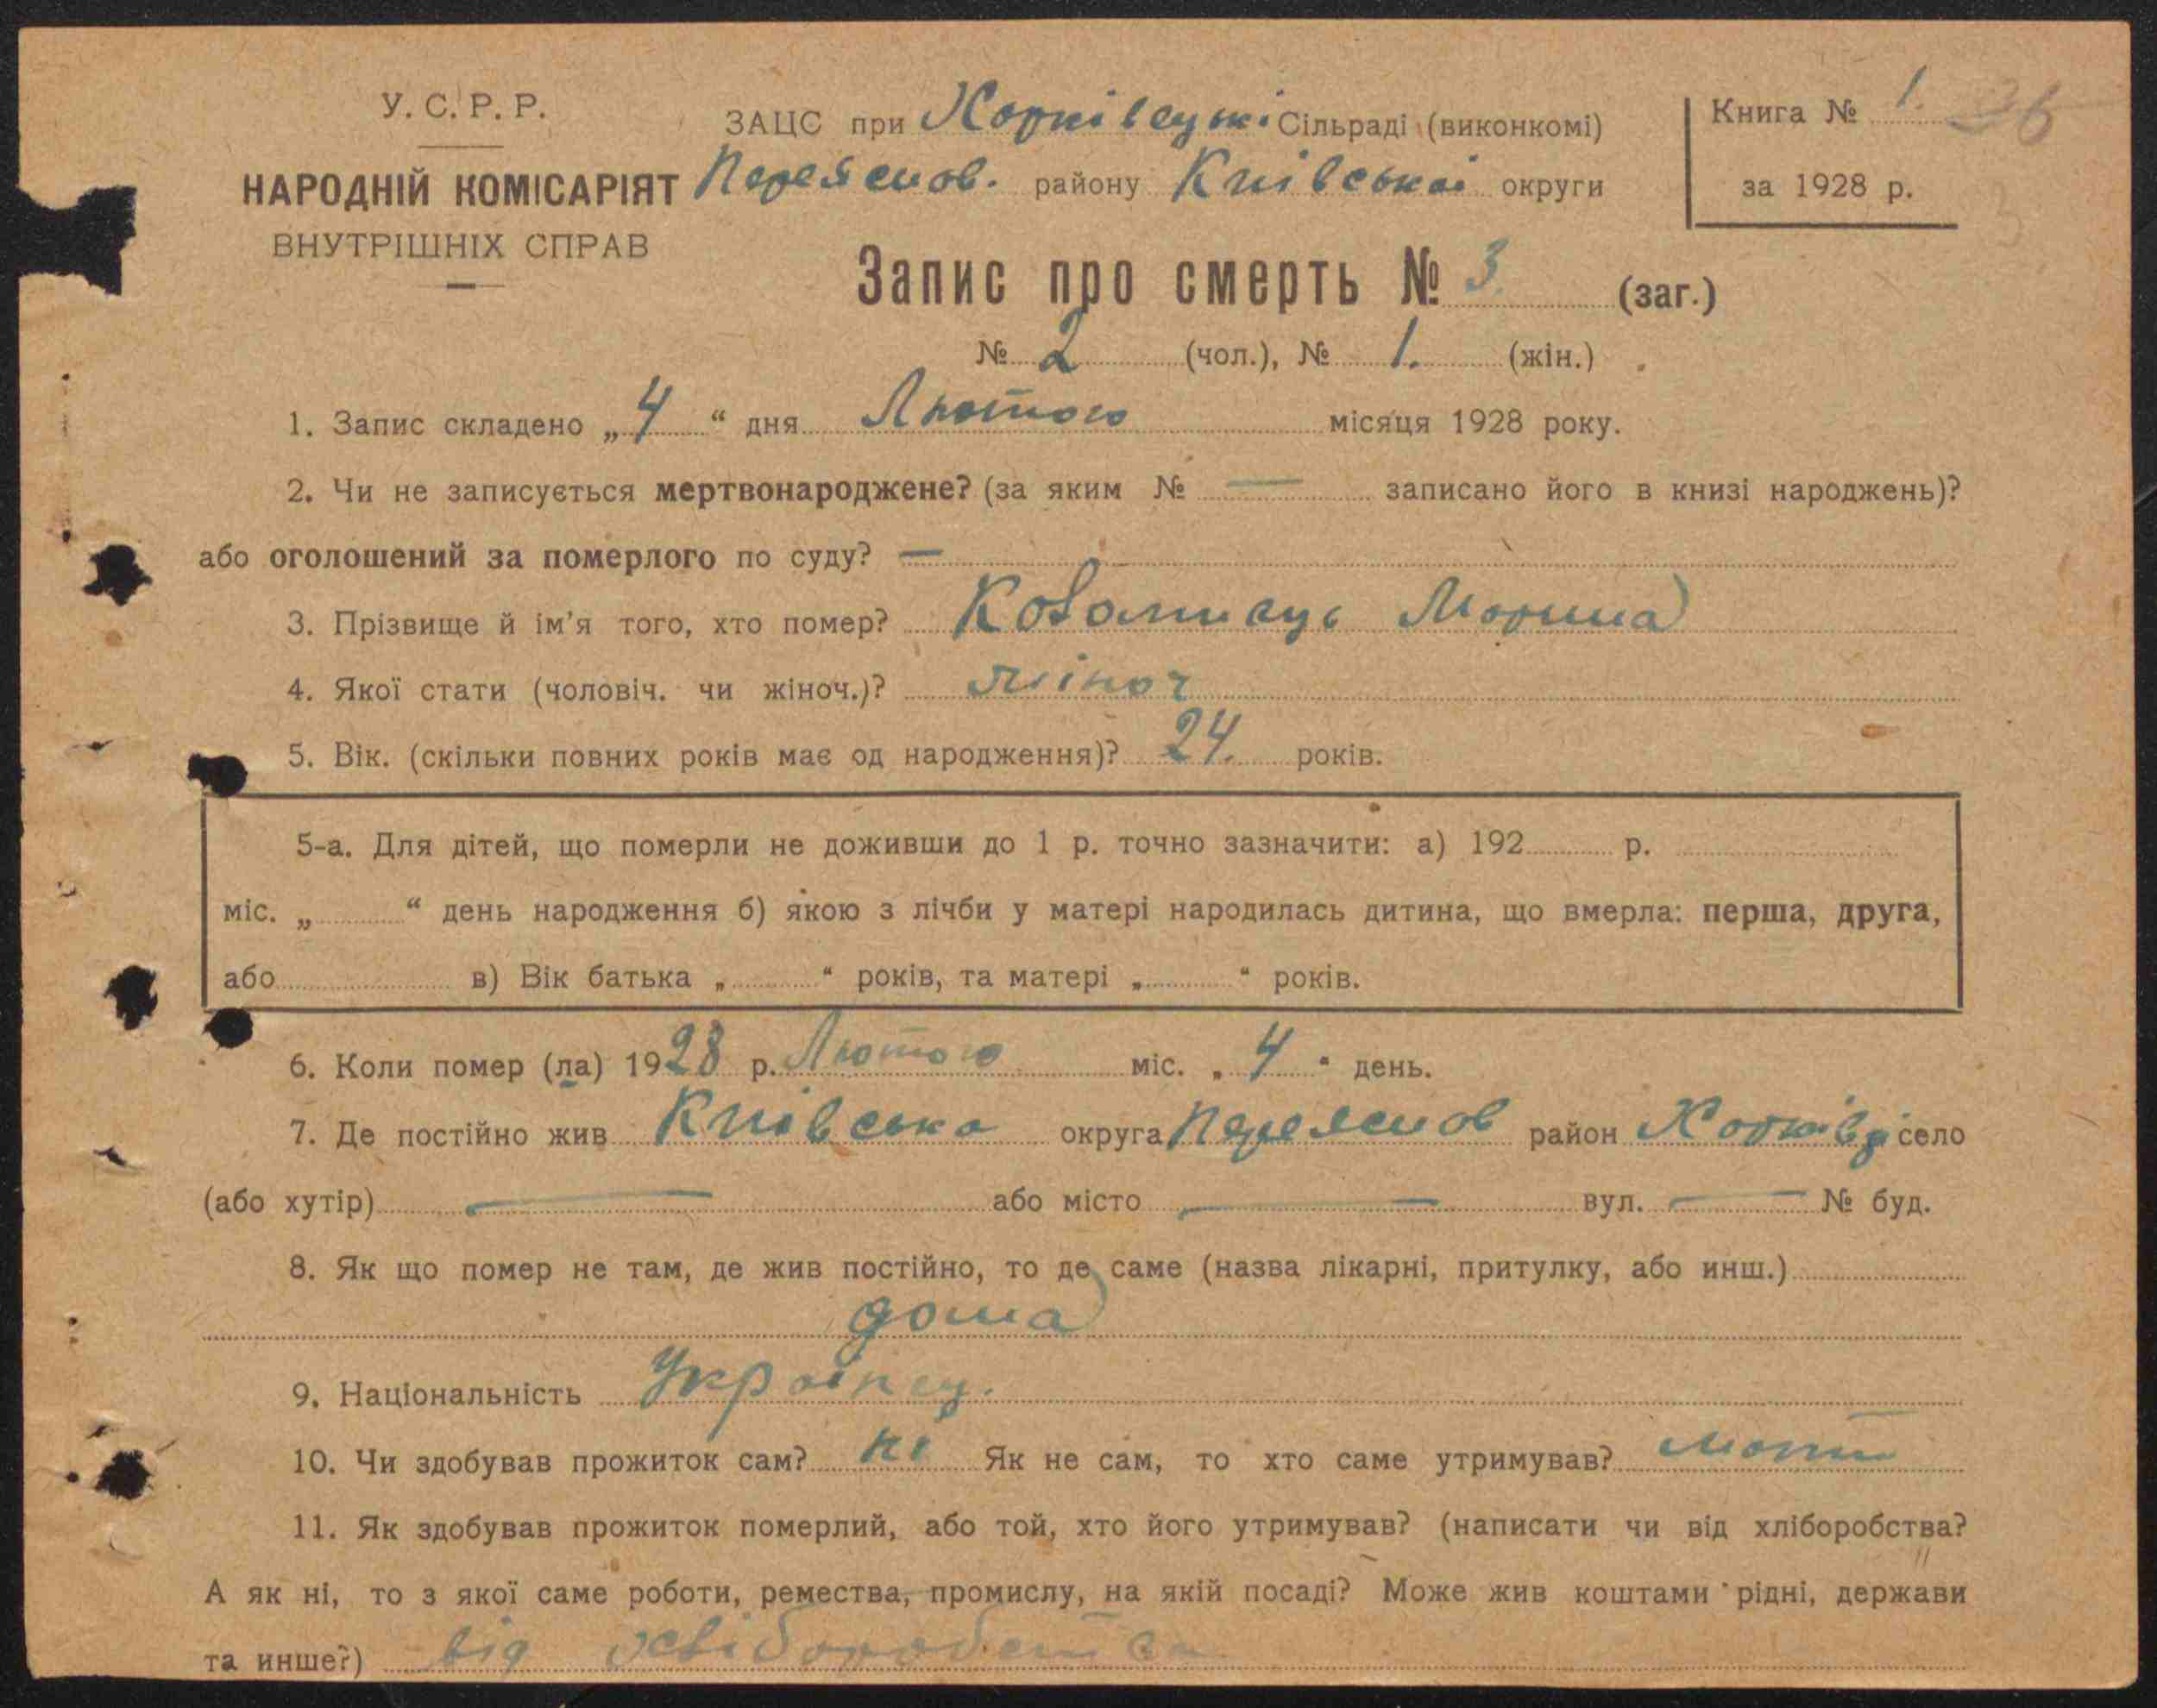 У. С. Р. Р.
НАРОДНІЙ КОМІСАРІЯТ
ВНУТРІШНІХ СПРАВ
ЗАЦС при Харківецькі Сільраді (виконкомі)
Переяслов. району Київської округи
Книга № 1. 36
за 1928 р.
Запис про смерть № 3. (заг.)
№ 2 (чол.), № 1. (жін.)
1. Запис складено „ 4 “ дня Лютого місяця 1928 року.
2. Чи не записується мертвонароджене? (за яким № — записано його в книзі народжень)?
або оголошений за померлого по суду? —
3. Прізвище й ім'я того, хто помер? Марина
4. Якої стати (чоловіч. чи жіноч.)? жіноч
5. Вік. (скільки повних років має од народження)? 24. років.
5-а. Для дітей, що померли не доживши до 1 р. точно зазначити: а) 192 р.
міс. „ “ день народження б) якою з лічби у матері народилась дитина, що вмерла: перша, друга,
або в) Вік батька „ “ років, та матері „ “ років.
6. Коли помер (ла) 1928 р. Лютого міс. „ 4 “ день.
7. Де постійно жив Київська округа Переяслов район Харківці село
(або хутір) — або місто — вул. — № буд.
8. Як що помер не там, де жив постійно, то де саме (назва лікарні, притулку, або инш.)
дома
9. Національність Українец.
10. Чи здобував прожиток сам? ні Як не сам, то хто саме утримував? мати
11. Як здобував прожиток померлий, або той, хто його утримував? (написати чи від хліборобства?
А як ні, то з якої саме роботи, ремества, промислу, на якій посаді? Може жив коштами рідні, держави
та инше?) від хліборобства